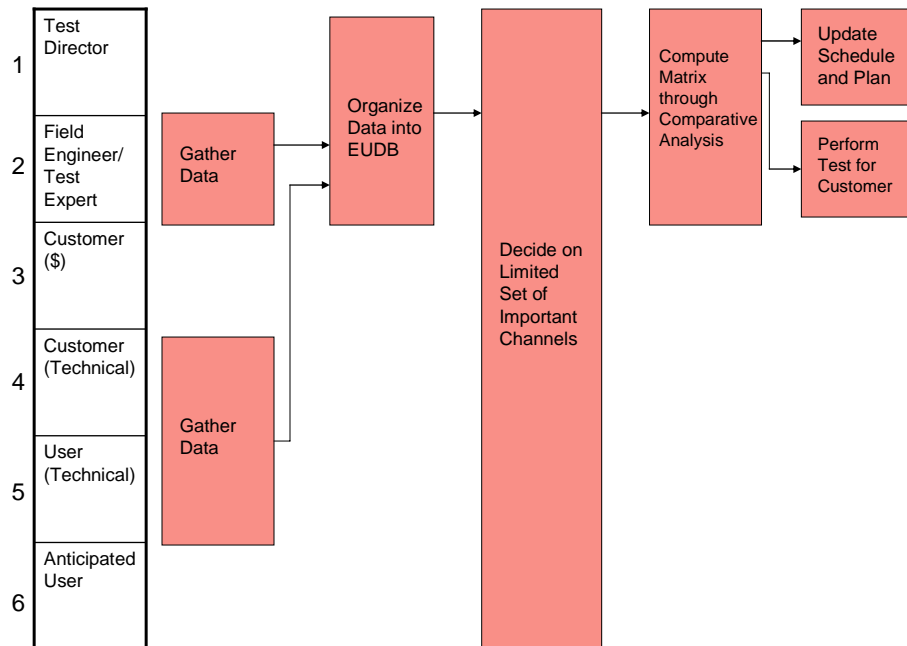 1
Test
Director
2
Field
Engineer/
Test
Expert
3
Customer
($)
4
Customer
(Technical)
5
User
(Technical)
6
Anticipated
User
Gather
Data
Gather
Data
Organize
Data into
EUDB
Decide on
Limited
Set of
Important
Channels
Compute
Matrix
through
Comparative
Analysis
Update
Schedule
and Plan
Perform
Test for
Customer